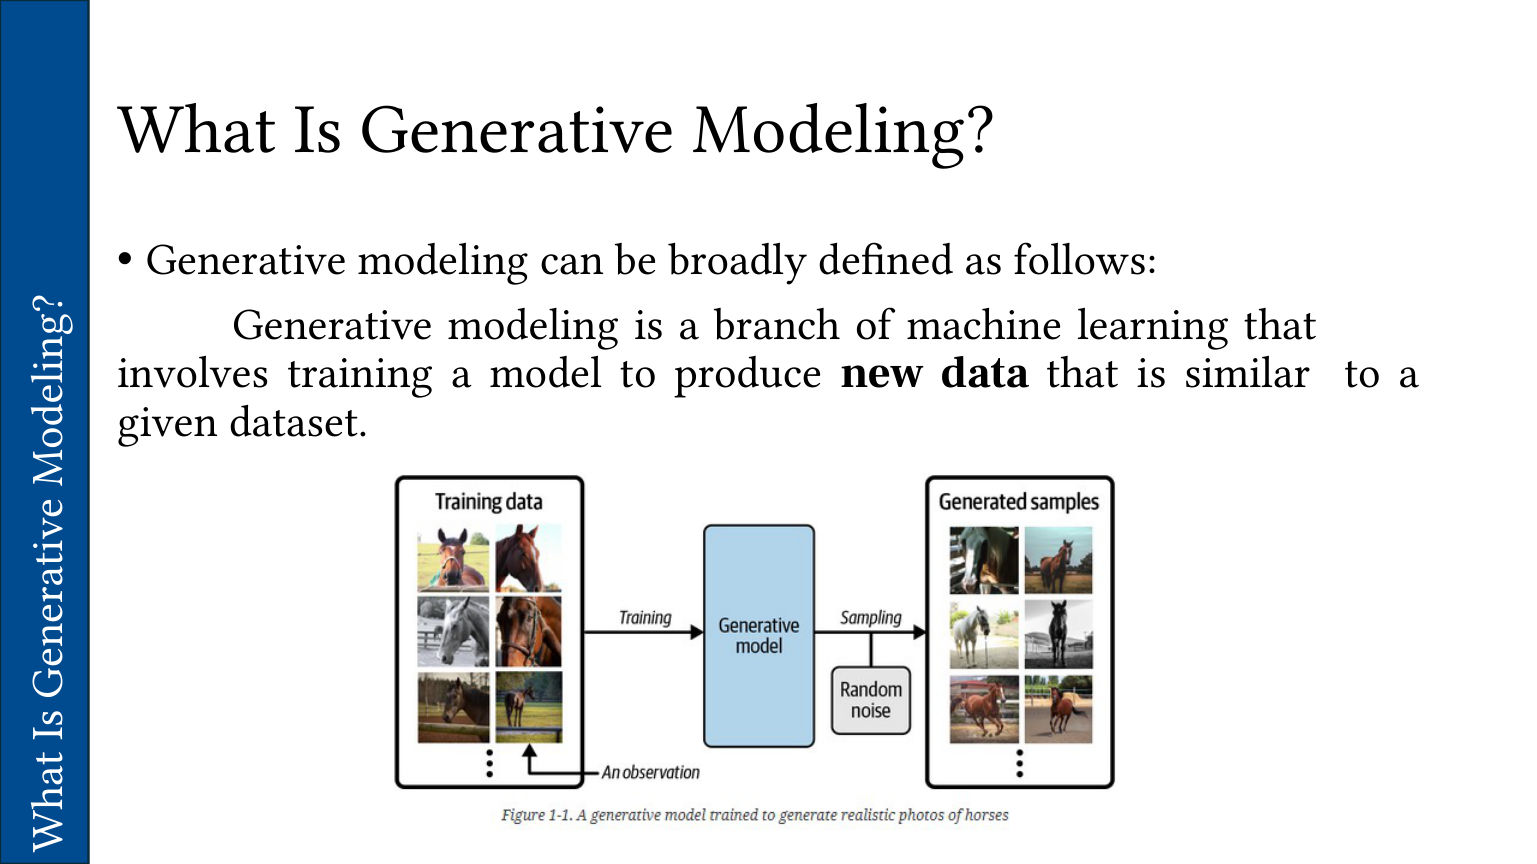 What Is Generative Modeling?
What Is Generative Modeling?
• Generative modeling can be broadly defined as follows:
Generative modeling is a branch of machine learning that
involves training a model to produce new data that is similar to a
given dataset.
Training data
Generated samples
Training
Generative
model
Sampling
Random
noise
An observation
Figure 1-1. A generative model trained to generate realistic photos of horses